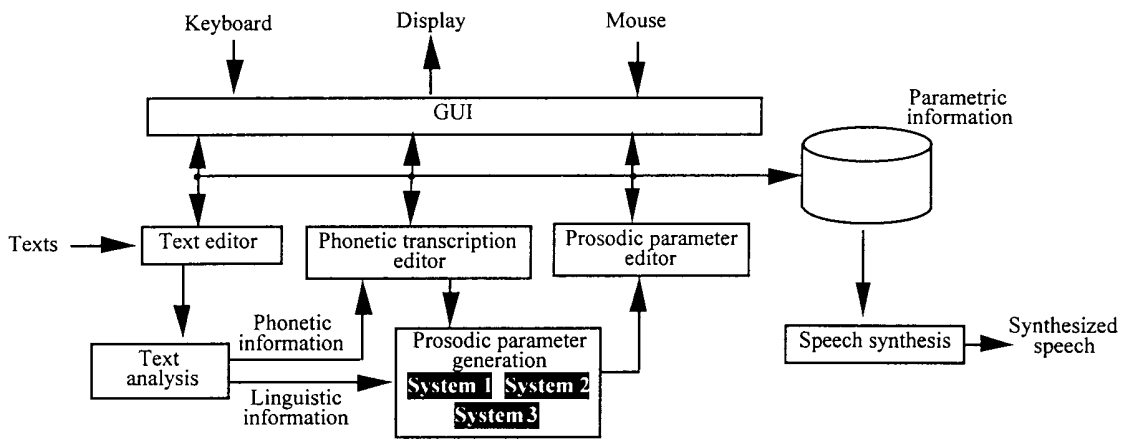 Keyboard
Display
Mouse
GUI
Parametric
information
Texts
Text editor
Phonetic transcription
editor
Prosodic parameter
editor
Phonetic
information
Text
analysis
Linguistic
information
Prosodic parameter
generation
System 1 System 2
System 3
Speech synthesis
Synthesized
speech